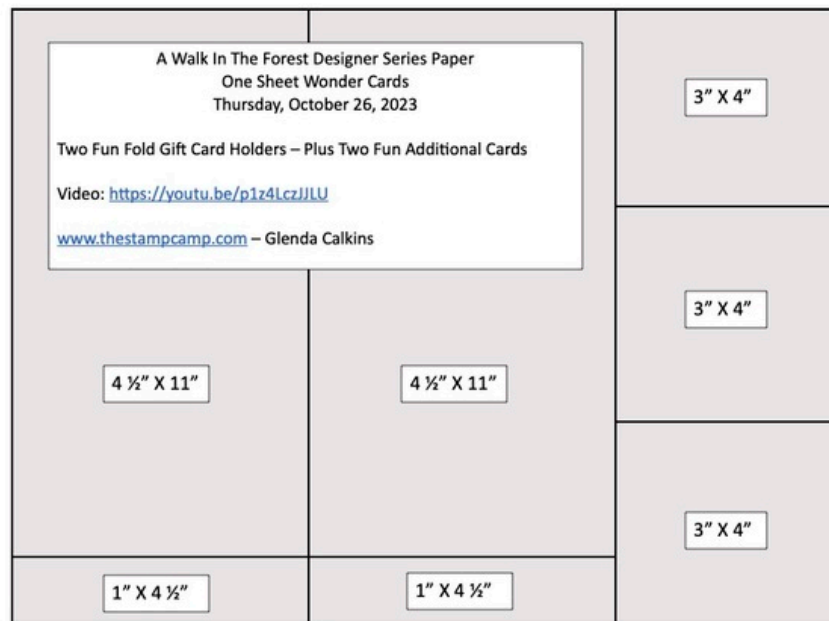 A Walk In The Forest Designer Series Paper
One Sheet Wonder Cards
Thursday, October 26, 2023
Two Fun Fold Gift Card Holders – Plus Two Fun Additional Cards
Video: https://youtu.be/p1z4LczJJLU
www.thestampcamp.com – Glenda Calkins
3” X 4”
3” X 4”
4 ½” X 11”
4 ½” X 11”
3” X 4”
1” X 4 ½”
1” X 4 ½”